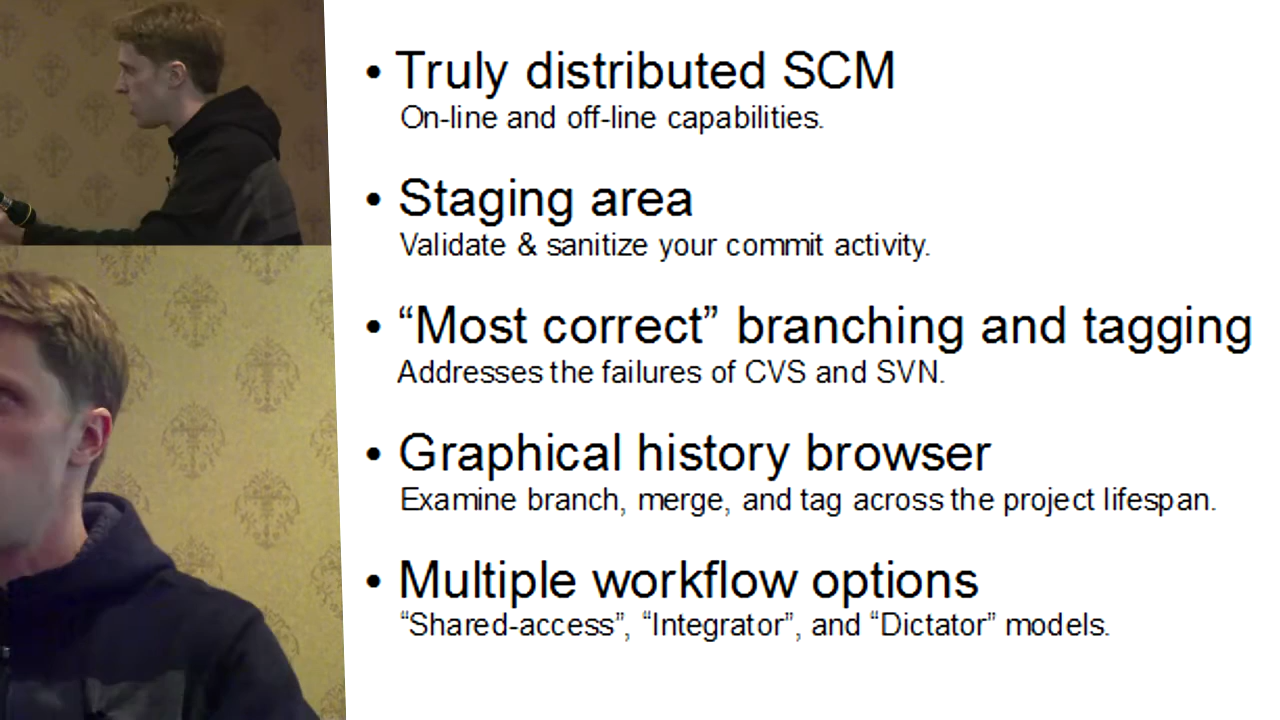 • Truly distributed SCM
On-line and off-line capabilities.
• Staging area
Validate & sanitize your commit activity.
• “Most correct” branching and tagging
Addresses the failures of CVS and SVN.
• Graphical history browser
Examine branch, merge, and tag across the project lifespan.
• Multiple workflow options
“Shared-access”, “Integrator”, and “Dictator” models.